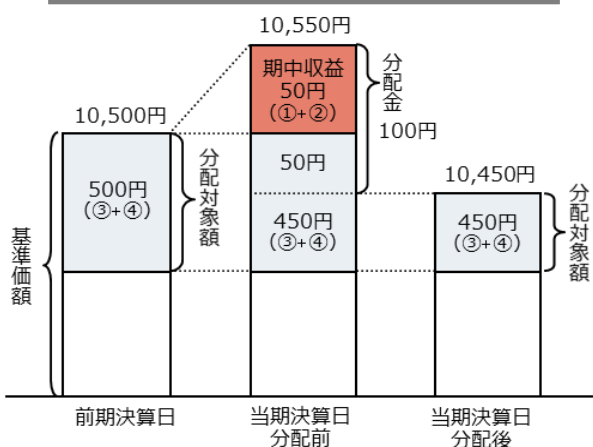 10,550円
期中収益
50円
(①+②)
分配金
100円
10,500円
500円
(③+④)
分配対象額
50円
450円
(③+④)
10,450円
450円
(③+④)
分配対象額
基準価額
前期決算日
当期決算日
分配前
当期決算日
分配後